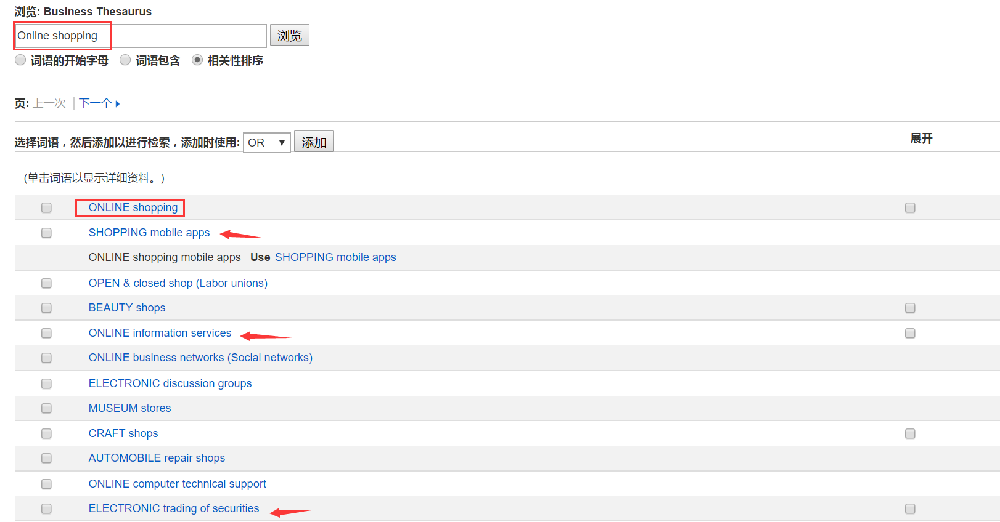 浏览: Business Thesaurus
Online shopping 浏览
词语的开始字母 词语包含 相关性排序
页: 上一次 | 下一个
选择词语，然后添加以进行检索，添加时使用: OR 添加 展开
(单击词语以显示详细资料。)
ONLINE shopping
SHOPPING mobile apps
ONLINE shopping mobile apps Use SHOPPING mobile apps
OPEN & closed shop (Labor unions)
BEAUTY shops
ONLINE information services
ONLINE business networks (Social networks)
ELECTRONIC discussion groups
MUSEUM stores
CRAFT shops
AUTOMOBILE repair shops
ONLINE computer technical support
ELECTRONIC trading of securities